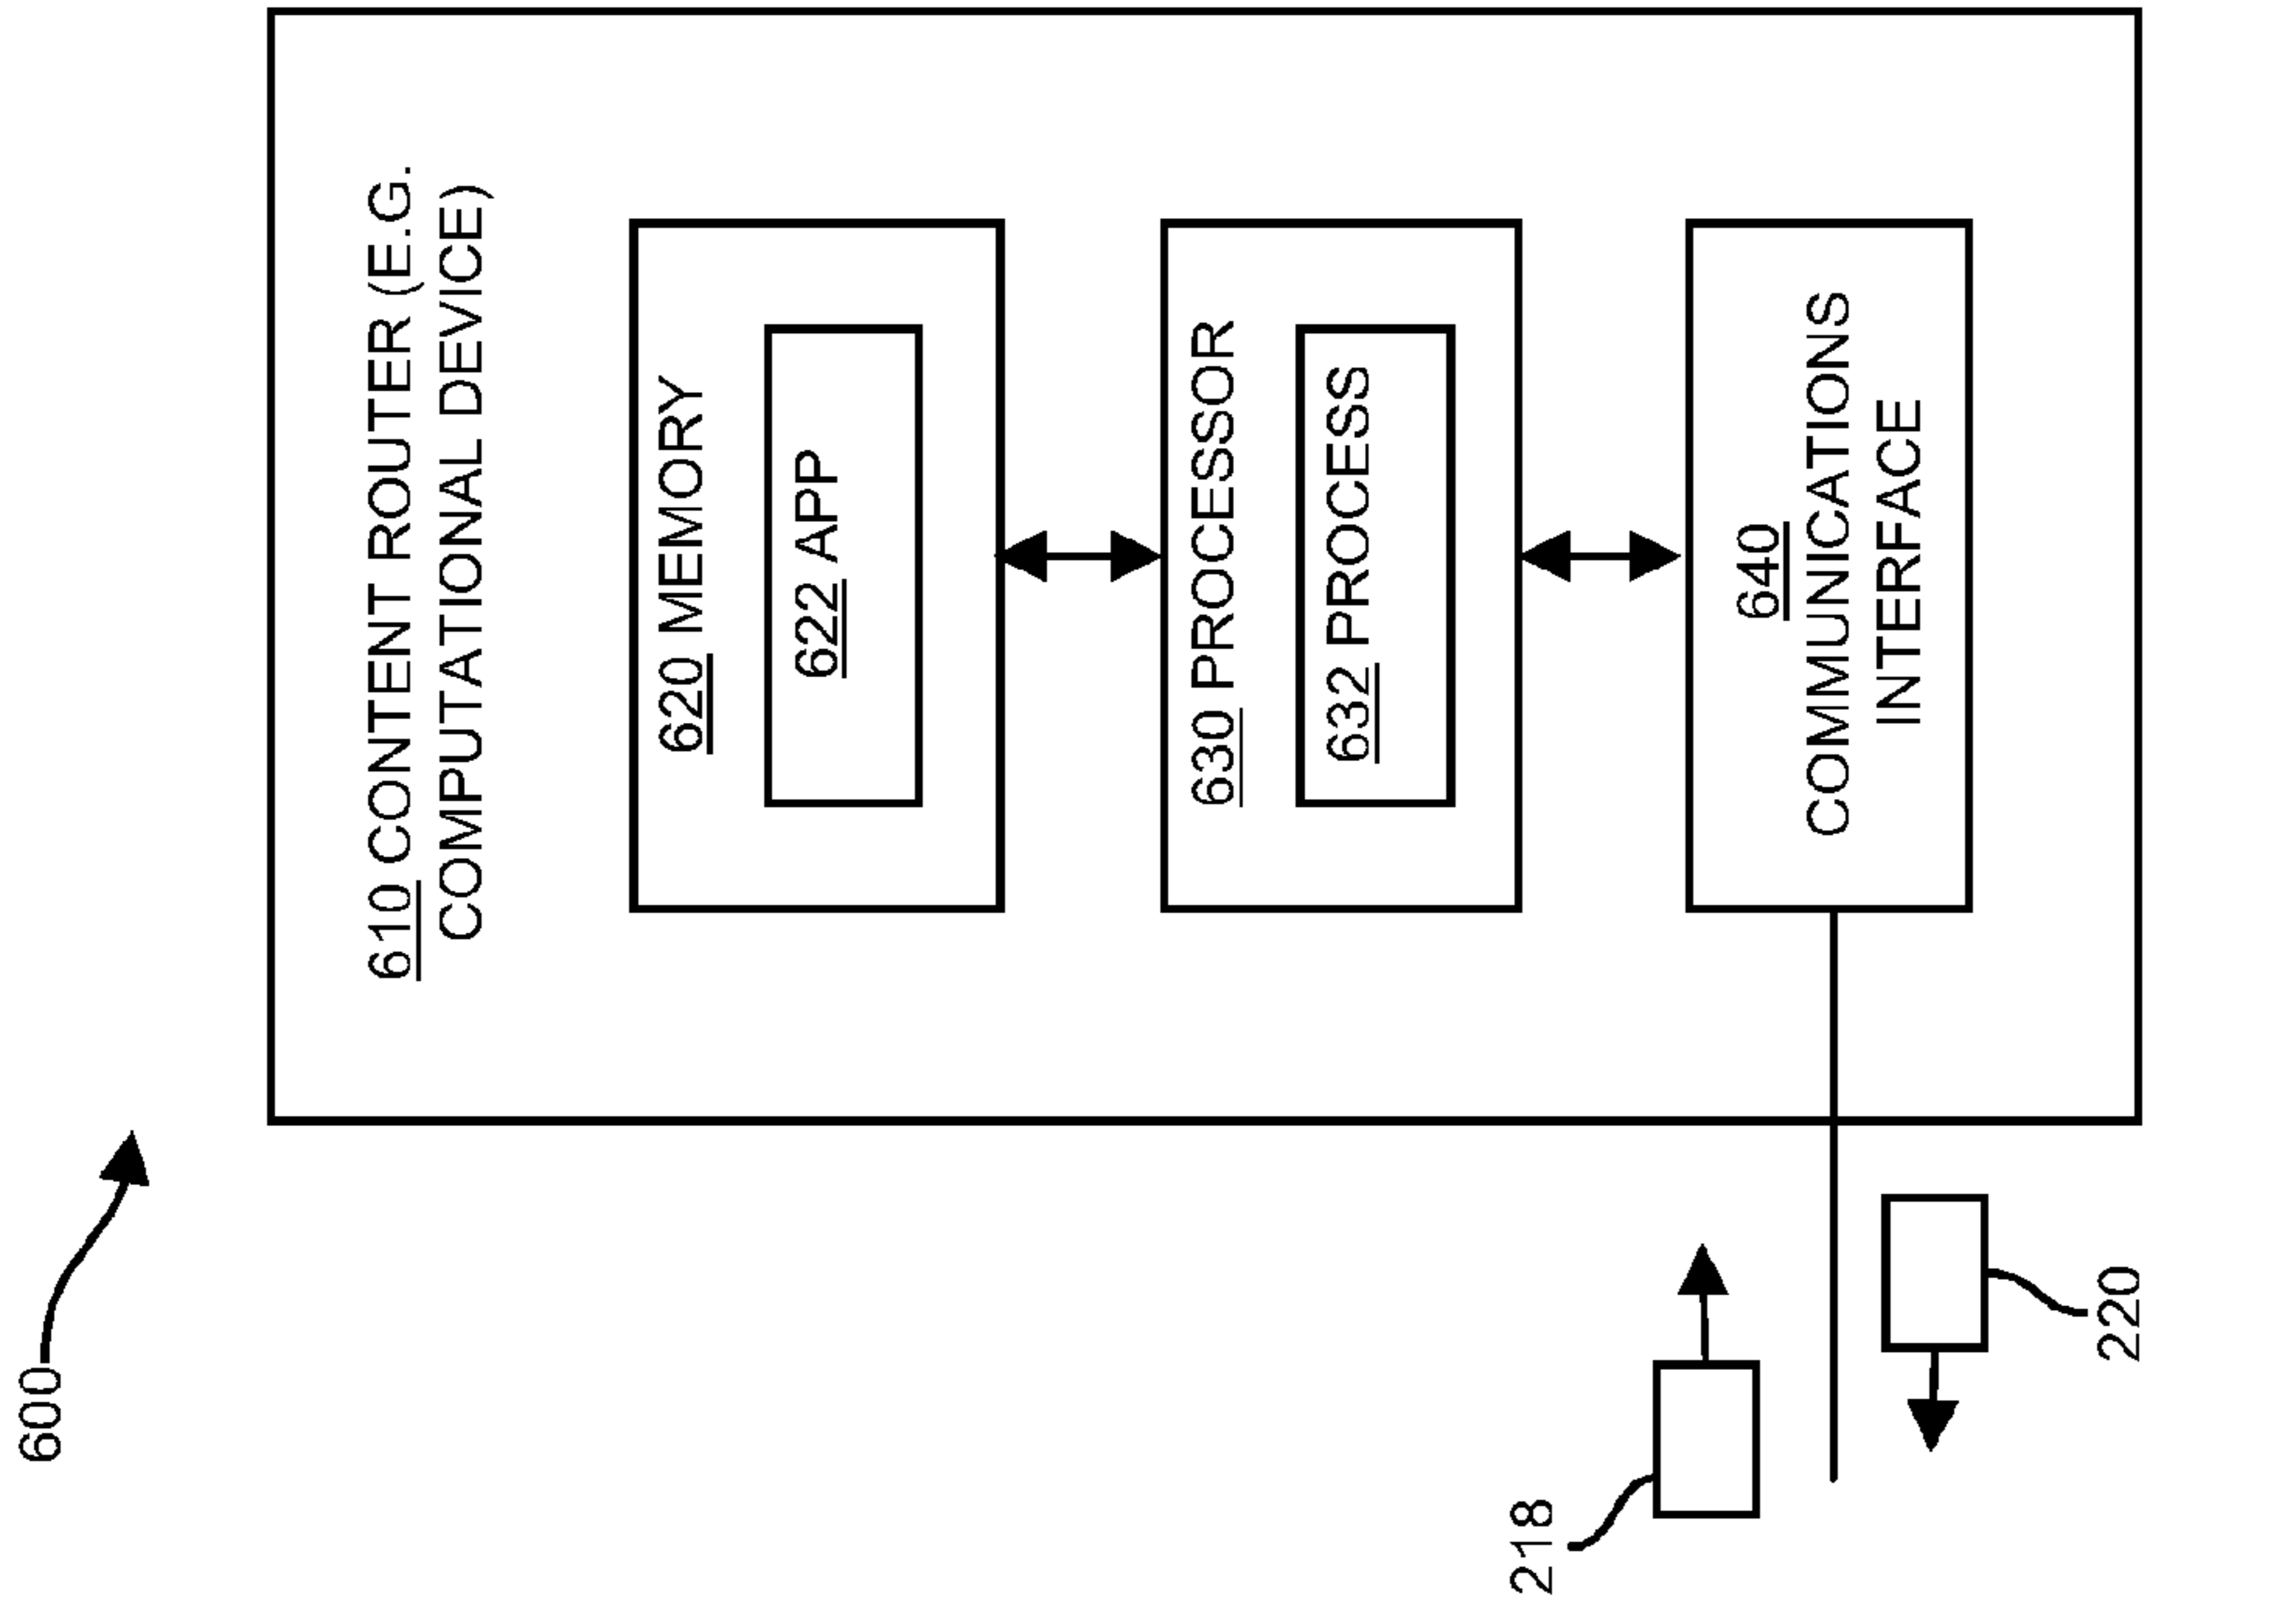 600
610 CONTENT ROUTER (E.G.
COMPUTATIONAL DEVICE)
620 MEMORY
622 APP
630 PROCESSOR
632 PROCESS
640
COMMUNICATIONS
INTERFACE
218
220